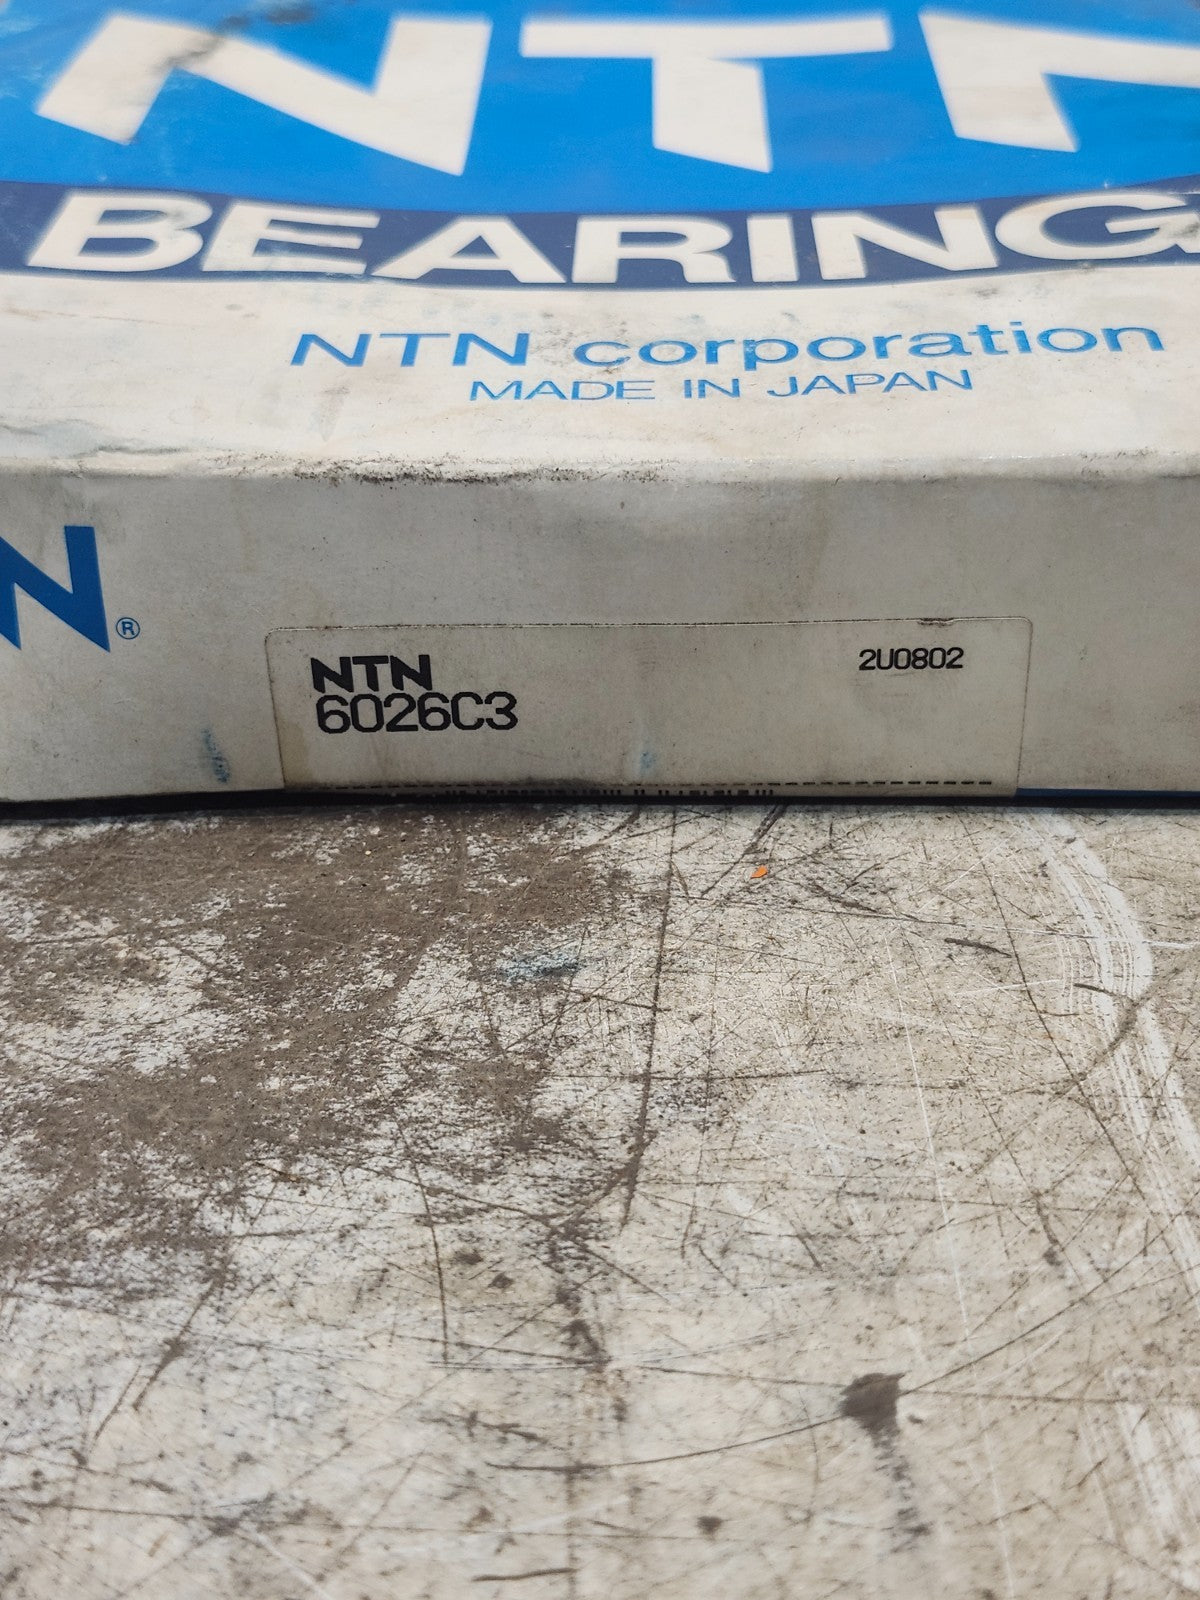 NTN
BEARING
NTN corporation
MADE IN JAPAN
N®
NTN
2U0802
6026C3